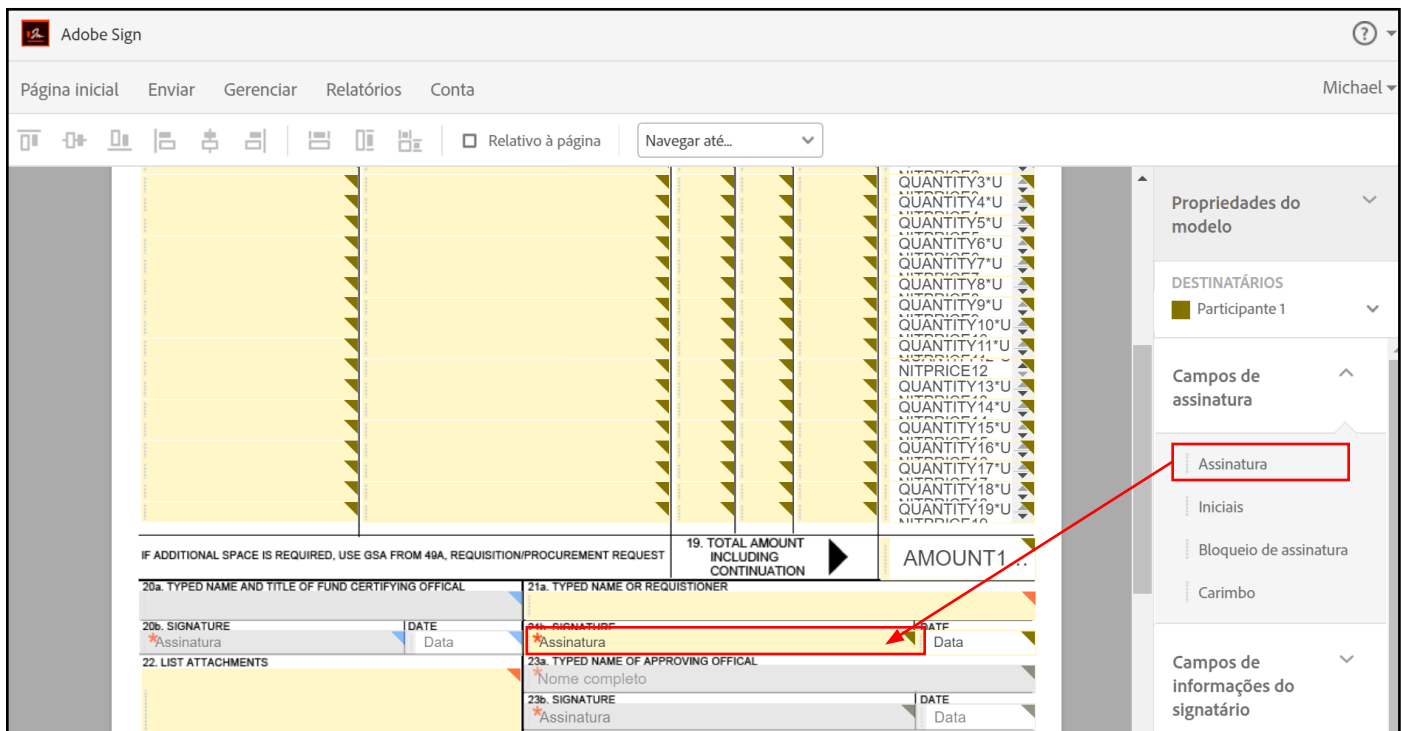 Adobe Sign
Página inicial Enviar Gerenciar Relatórios Conta Michael
Relativo à página Navegar até...
QUANTITY3*U
QUANTITY4*U
QUANTITY5*U
QUANTITY6*U
QUANTITY7*U
QUANTITY8*U
QUANTITY9*U
QUANTITY10*U
QUANTITY11*U
NITPRICE12
QUANTITY13*U
QUANTITY14*U
QUANTITY15*U
QUANTITY16*U
QUANTITY17*U
QUANTITY18*U
QUANTITY19*U
IF ADDITIONAL SPACE IS REQUIRED, USE GSA FROM 49A, REQUISITION/PROCUREMENT REQUEST
19. TOTAL AMOUNT
INCLUDING
CONTINUATION
AMOUNT1...
20a. TYPED NAME AND TITLE OF FUND CERTIFYING OFFICAL
21a. TYPED NAME OR REQUISTIONER
20b. SIGNATURE DATE
*Assinatura Data
21b. SIGNATURE DATE
*Assinatura Data
22. LIST ATTACHMENTS
23a. TYPED NAME OF APPROVING OFFICAL
*Nome completo
23b. SIGNATURE DATE
*Assinatura Data
Propriedades do
modelo
DESTINATÁRIOS
Participante 1
Campos de
assinatura
Assinatura
Iniciais
Bloqueio de assinatura
Carimbo
Campos de
informações do
signatário